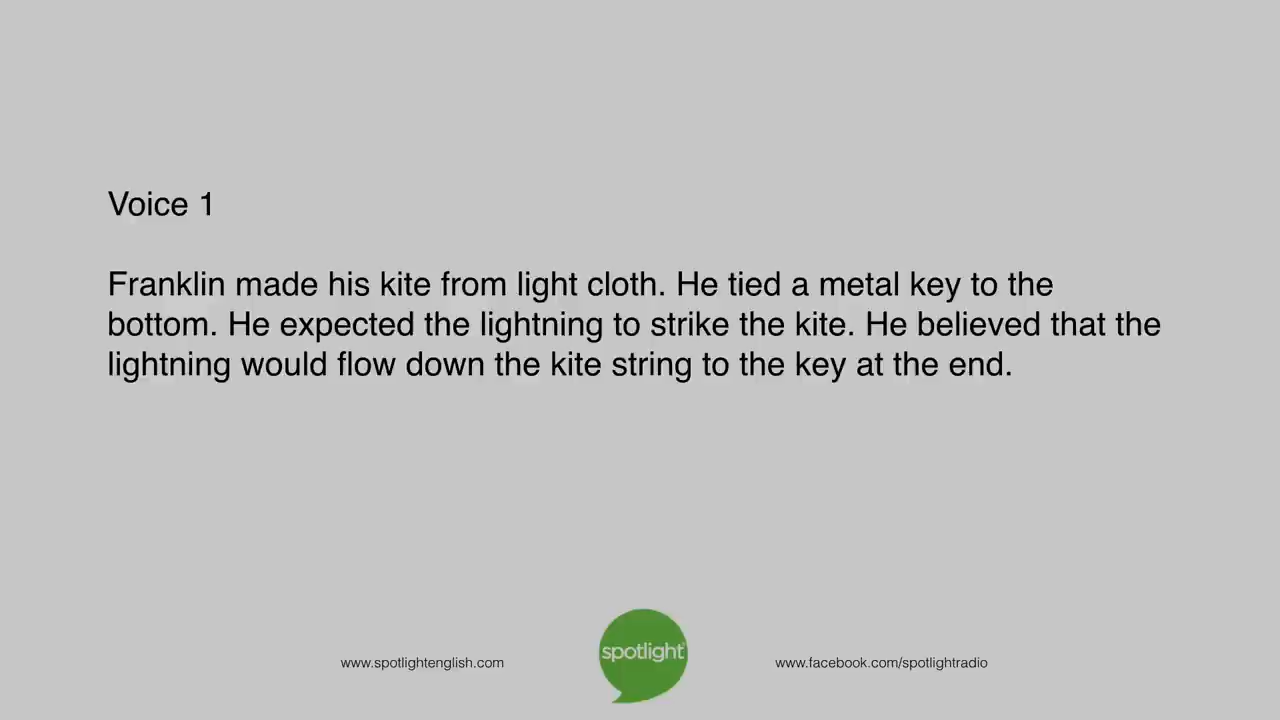 Voice 1
Franklin made his kite from light cloth. He tied a metal key to the
bottom. He expected the lightning to strike the kite. He believed that the
lightning would flow down the kite string to the key at the end.
www.spotlightenglish.com
spotlight
www.facebook.com/spotlightradio